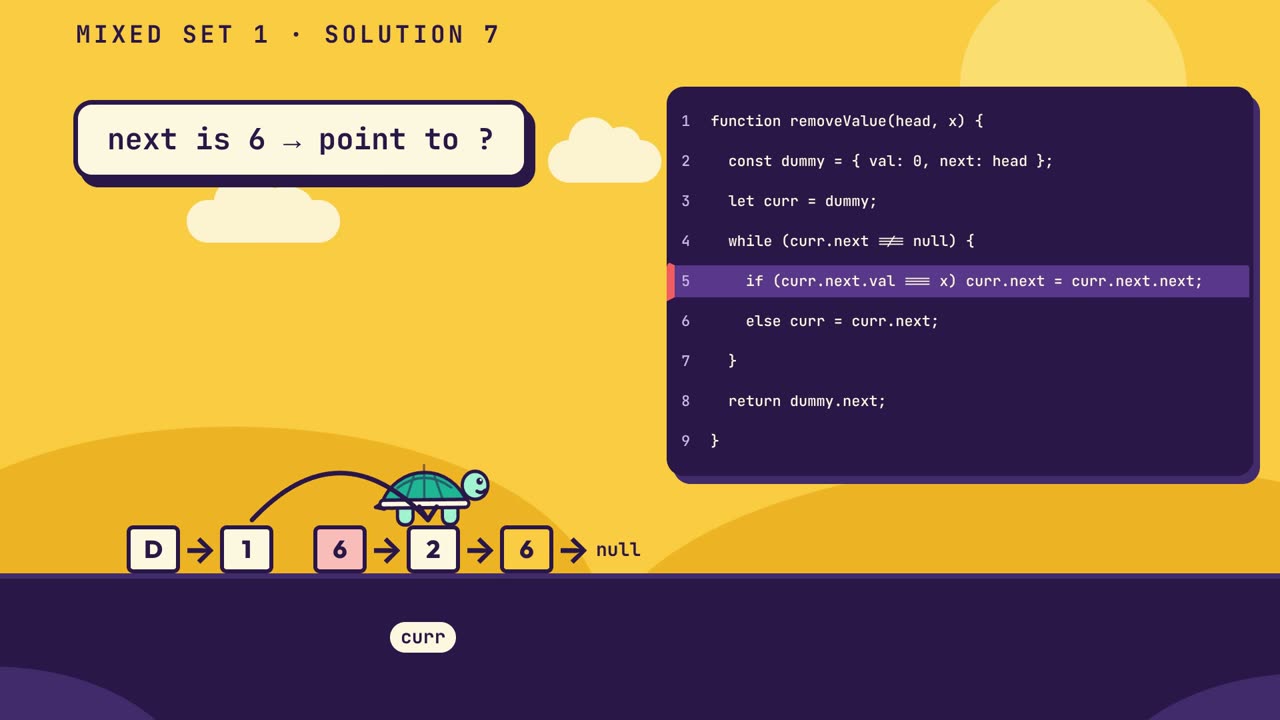 MIXED SET 1 · SOLUTION 7
next is 6 → point to ?
1 function removeValue(head, x) {
2 const dummy = { val: 0, next: head };
3 let curr = dummy;
4 while (curr.next !== null) {
5 if (curr.next.val === x) curr.next = curr.next.next;
6 else curr = curr.next;
7 }
8 return dummy.next;
9 }
D → 1 6 → 2 → 6 → null
curr